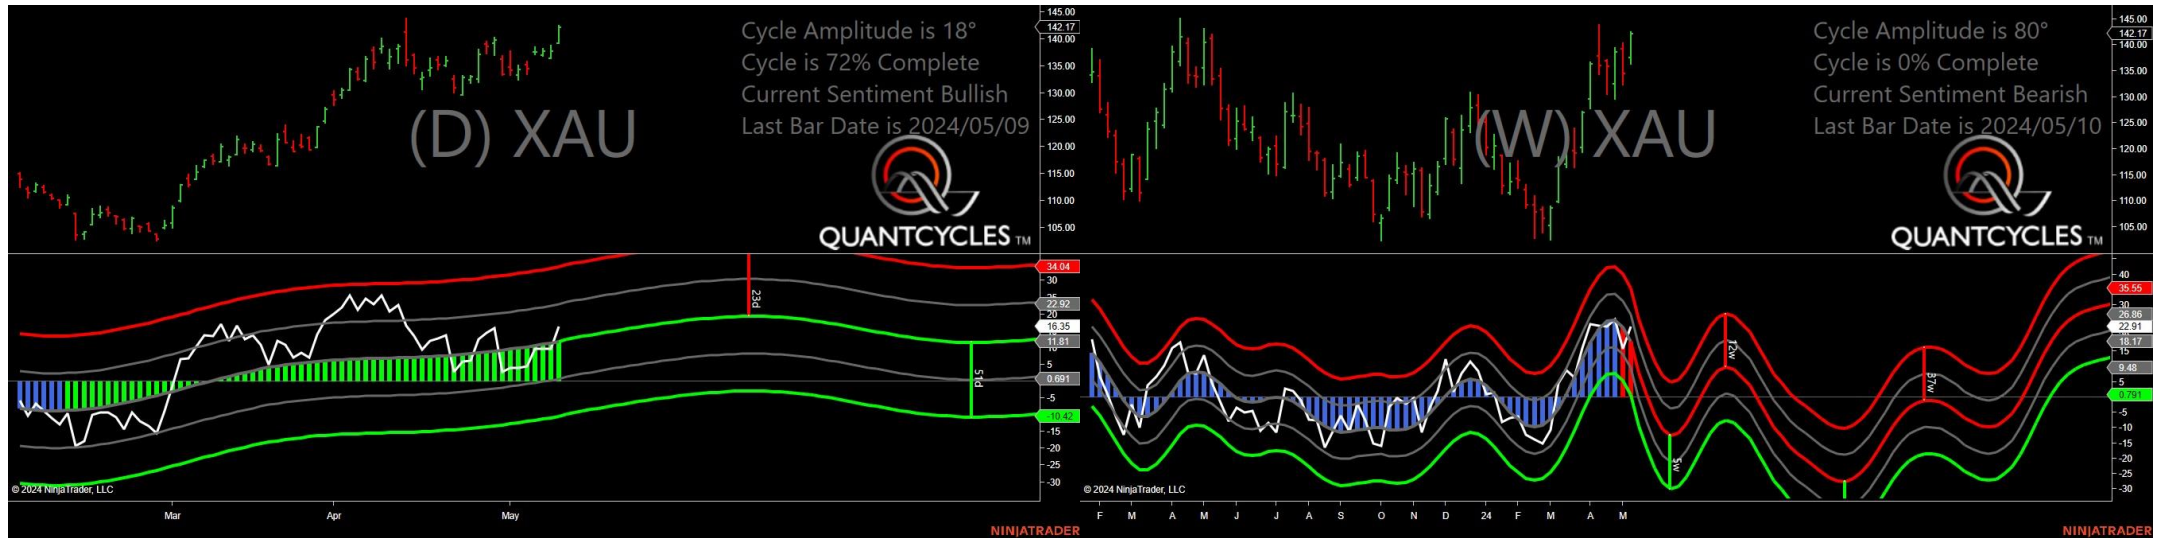 Cycle Amplitude is 18°
Cycle is 72% Complete
Current Sentiment Bullish
Last Bar Date is 2024/05/09
(D) XAU
QUANTCYCLES TM
145.00
142.17
140.00
135.00
130.00
125.00
120.00
115.00
110.00
105.00
34.04
30
22.92
20
16.35
11.81
5
0.691
-5
-10.42
-15
-20
-25
-30
23d
51d
© 2024 NinjaTrader, LLC
Mar Apr May
NINJATRADER
Cycle Amplitude is 80°
Cycle is 0% Complete
Current Sentiment Bearish
Last Bar Date is 2024/05/10
(W) XAU
QUANTCYCLES TM
145.00
142.17
140.00
135.00
130.00
125.00
120.00
115.00
110.00
105.00
40
35.55
30
26.86
22.91
18.17
15
9.48
5
0.791
-5
-10
-15
-20
-25
-30
12w
5w
37w
© 2024 NinjaTrader, LLC
F M A M J J A S O N D 24 F M A M
NINJATRADER